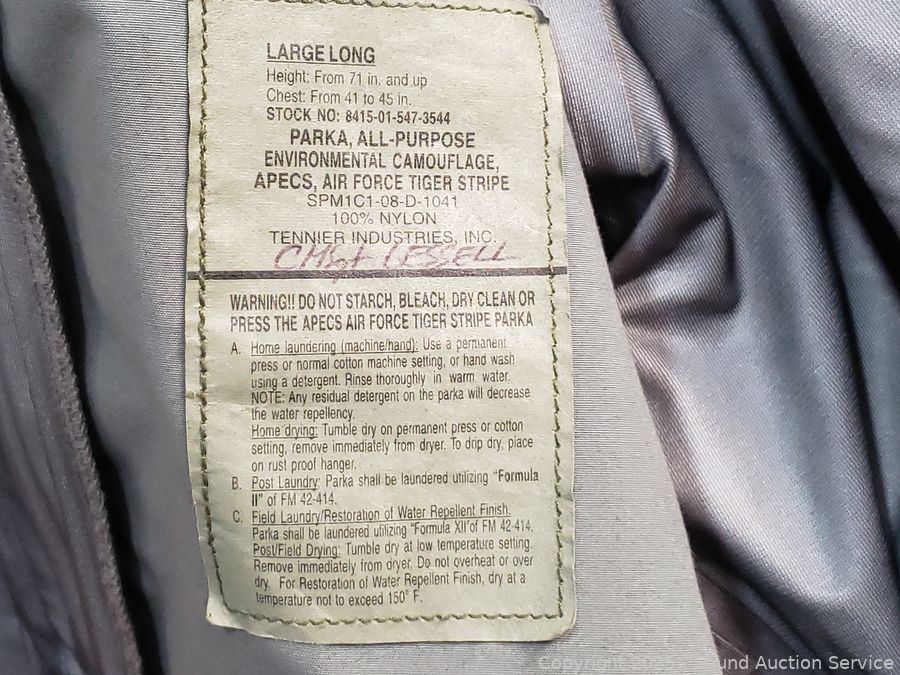 LARGE LONG
Height: From 71 in. and up
Chest: From 41 to 45 in.
STOCK NO: 8415-01-547-3544
PARKA, ALL-PURPOSE
ENVIRONMENTAL CAMOUFLAGE,
APECS, AIR FORCE TIGER STRIPE
SPM1C1-08-D-1041
100% NYLON
TENNIER INDUSTRIES, INC.
CMSgt LESSELL
WARNING!! DO NOT STARCH, BLEACH, DRY CLEAN OR
PRESS THE APECS AIR FORCE TIGER STRIPE PARKA
A. Home laundering (machine/hand): Use a permanent
press or normal cotton machine setting, or hand wash
using a detergent. Rinse thoroughly in warm water.
NOTE: Any residual detergent on the parka will decrease
the water repellency.
Home drying: Tumble dry on permanent press or cotton
setting, remove immediately from dryer. To drip dry, place
on rust proof hanger.
B. Post Laundry: Parka shall be laundered utilizing "Formula
II" of FM 42-414.
C. Field Laundry/Restoration of Water Repellent Finish.
Parka shall be laundered utilizing "Formula XII"of FM 42-414.
Post/Field Drying: Tumble dry at low temperature setting.
Remove immediately from dryer. Do not overheat or over
dry. For Restoration of Water Repellent Finish, dry at a
temperature not to exceed 150° F.
Copyright und Auction Service